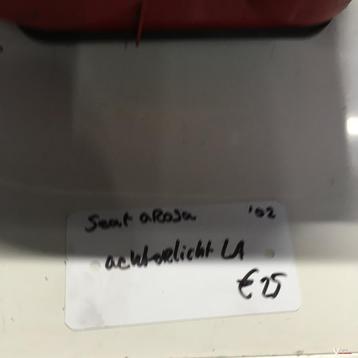 Seat aRosa '02
achterlicht LA
€ 25